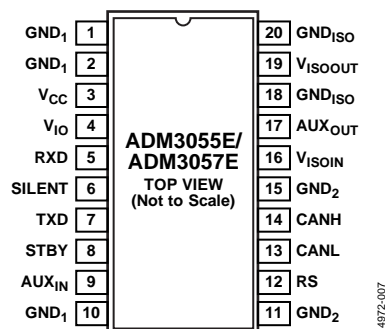 GND₁ 1 20 GNDISO
GND₁ 2 19 VISOOUT
VCC 3 18 GNDISO
VIO 4 17 AUXOUT
RXD 5 16 VISOIN
SILENT 6 15 GND₂
TXD 7 14 CANH
STBY 8 13 CANL
AUXIN 9 12 RS
GND₁ 10 11 GND₂
ADM3055E/
ADM3057E
TOP VIEW
(Not to Scale)
4972-007